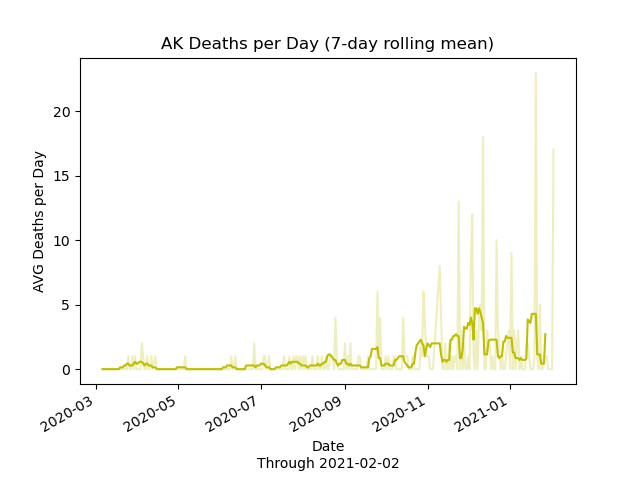 AK Deaths per Day (7-day rolling mean)
AVG Deaths per Day
20
15
10
5
0
2020-03
2020-05
2020-07
2020-09
2020-11
2021-01
Date
Through 2021-02-02